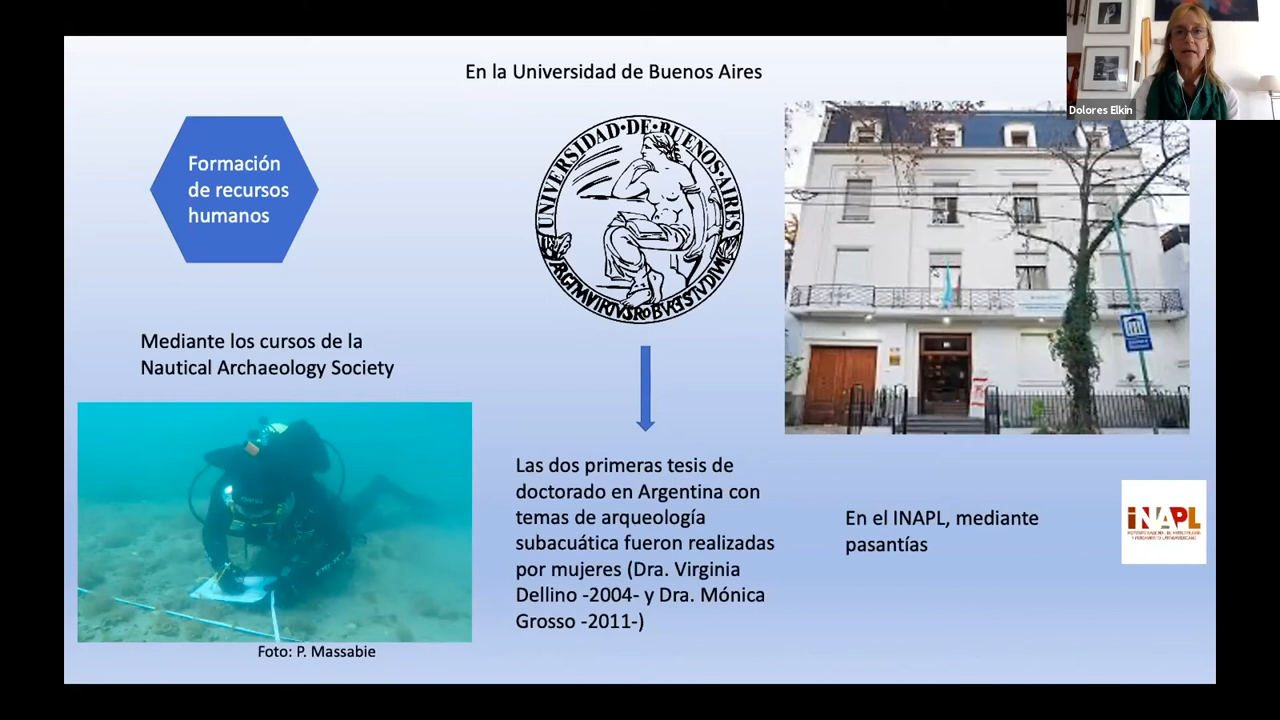 En la Universidad de Buenos Aires
Dolores Elkin
Formación
de recursos
humanos
UNIVERSIDAD·DE·BUENOS·AIRES
Mediante los cursos de la
Nautical Archaeology Society
Foto: P. Massabie
Las dos primeras tesis de
doctorado en Argentina con
temas de arqueología
subacuática fueron realizadas
por mujeres (Dra. Virginia
Dellino -2004- y Dra. Mónica
Grosso -2011-)
En el INAPL, mediante
pasantías
iNAPL